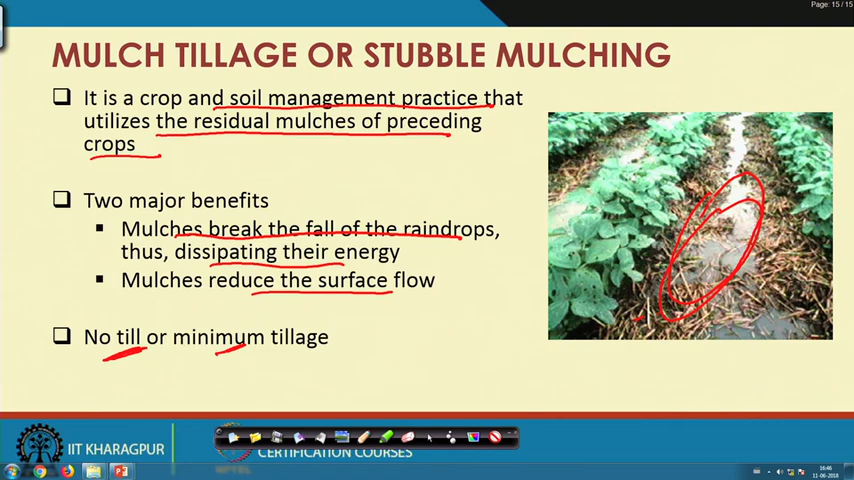 Page: 15 / 15
MULCH TILLAGE OR STUBBLE MULCHING
❑ It is a crop and soil management practice that
utilizes the residual mulches of preceding
crops
❑ Two major benefits
▪ Mulches break the fall of the raindrops,
thus, dissipating their energy
▪ Mulches reduce the surface flow
❑ No till or minimum tillage
IIT KHARAGPUR
CERTIFICATION COURSES
16:46
11-06-2018